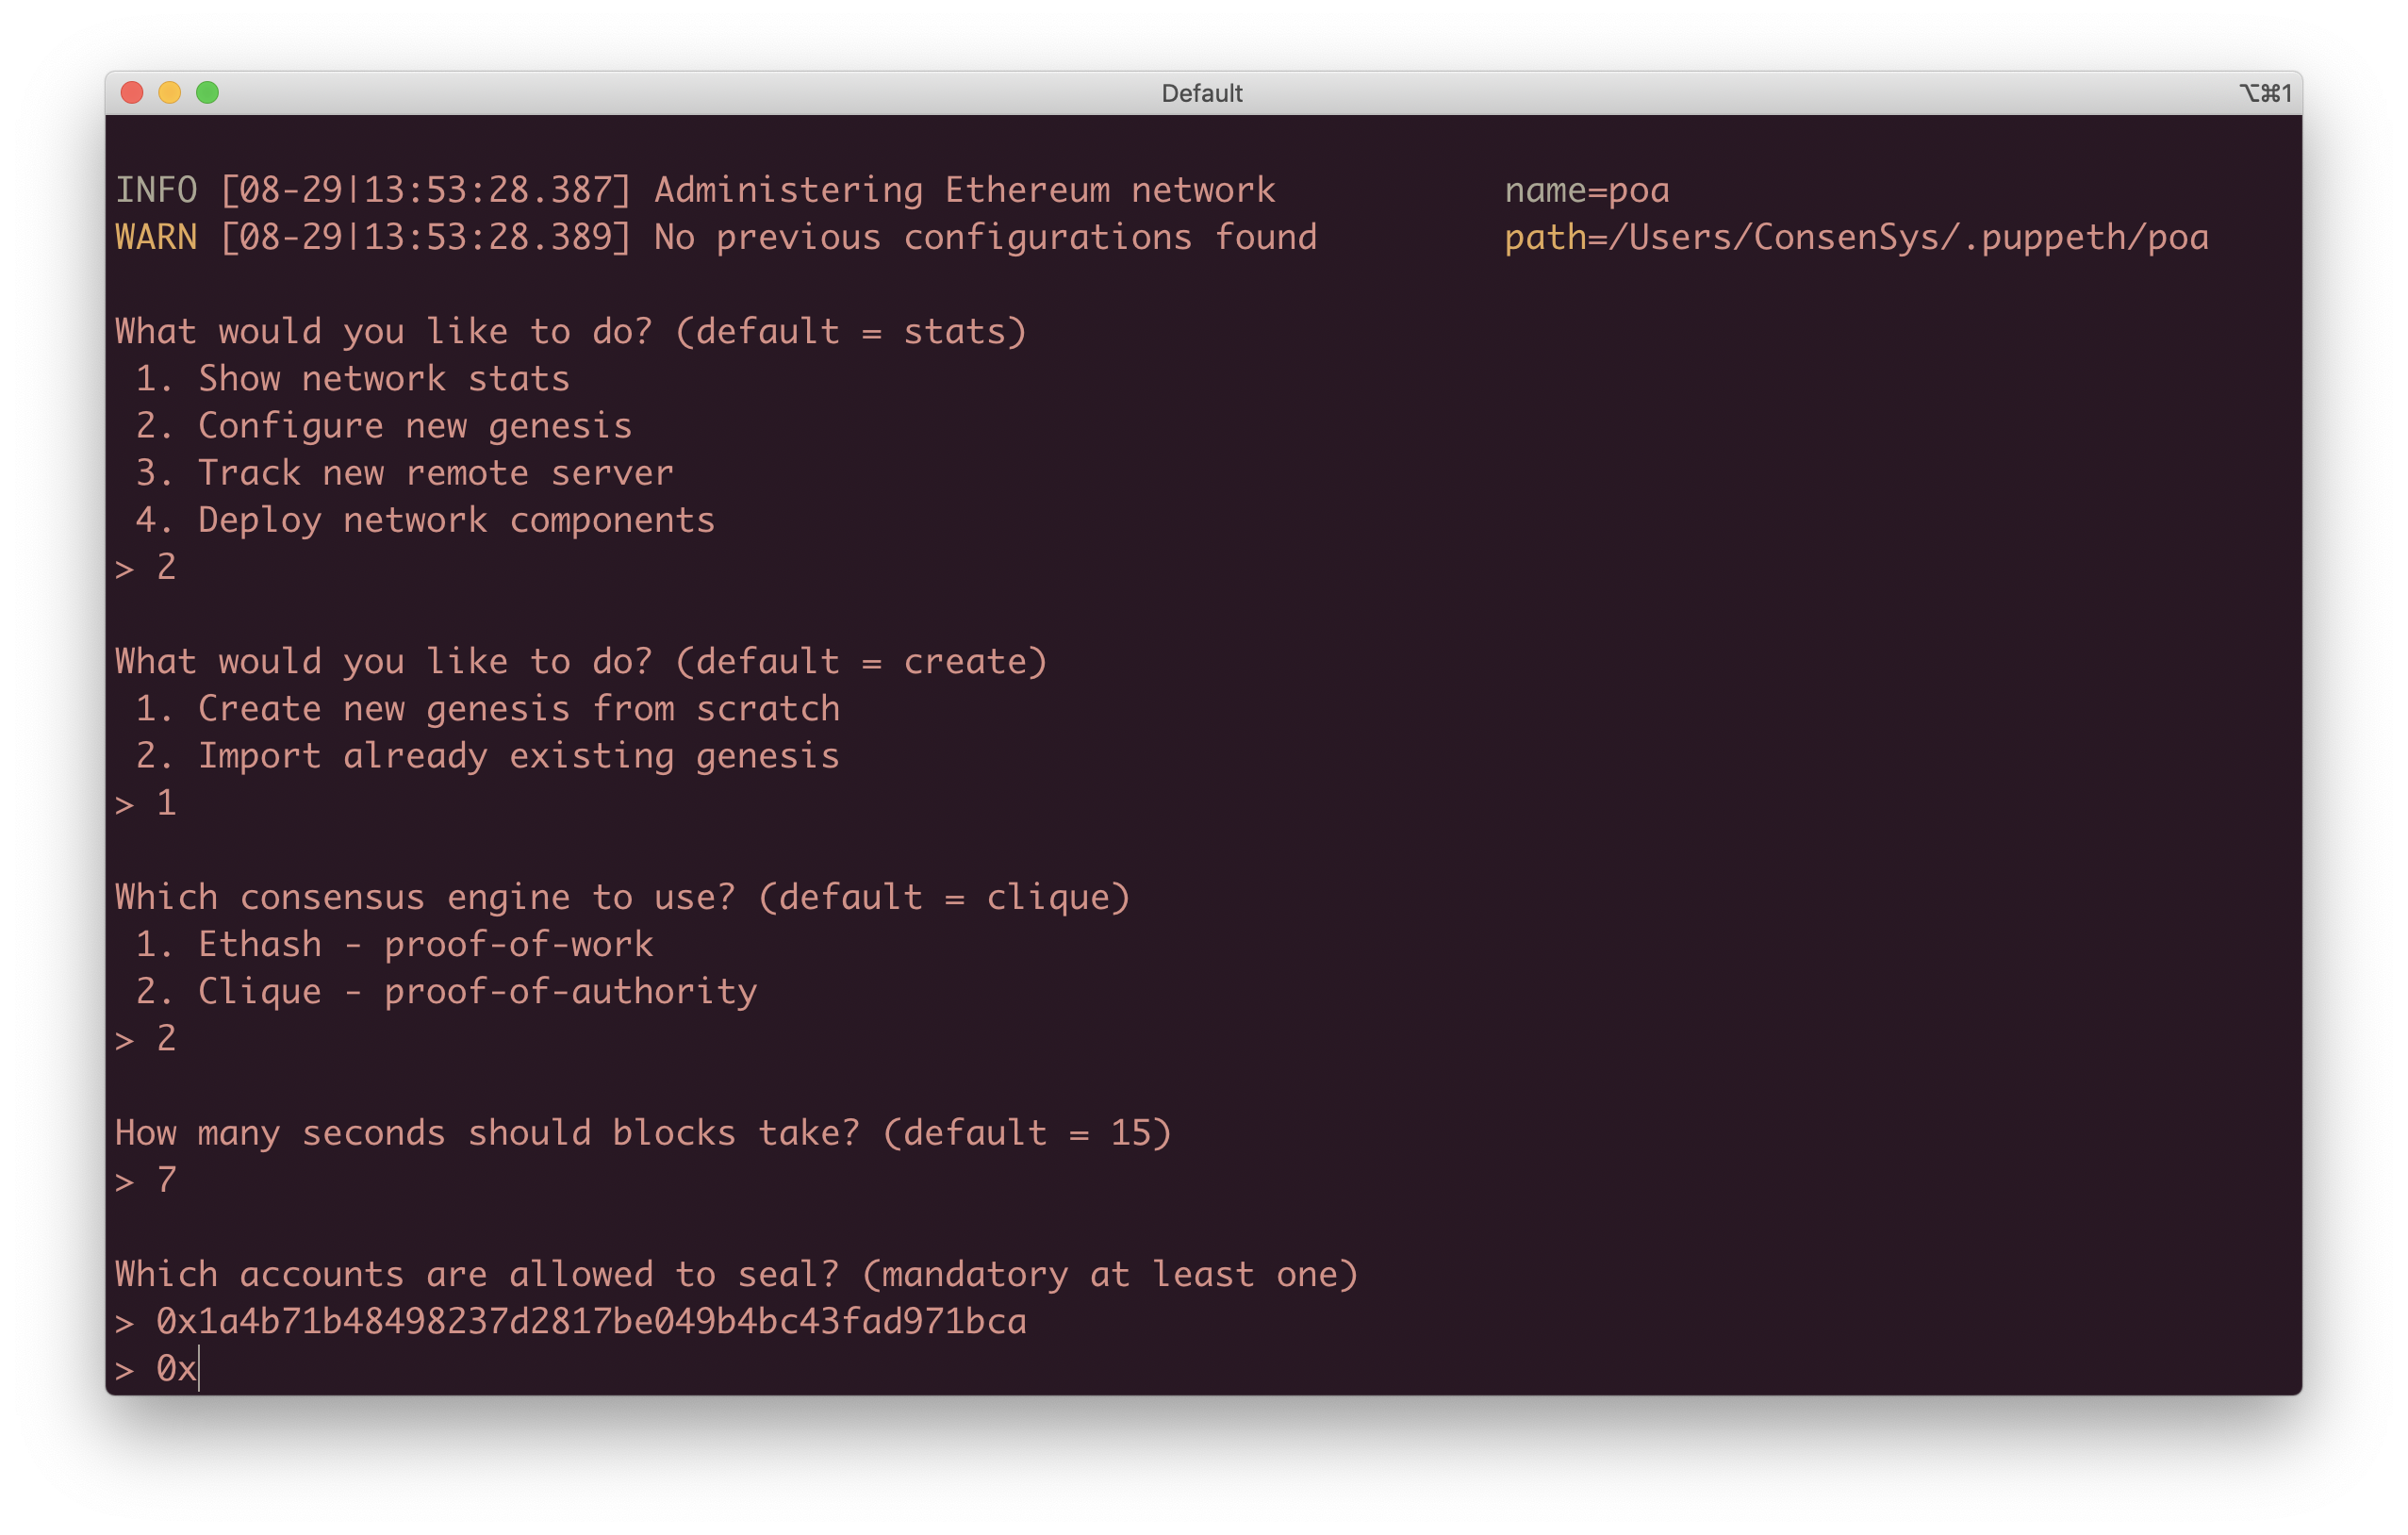 Default
⌥⌘1
INFO [08-29|13:53:28.387] Administering Ethereum network name=poa
WARN [08-29|13:53:28.389] No previous configurations found path=/Users/ConsenSys/.puppeth/poa
What would you like to do? (default = stats)
1. Show network stats
2. Configure new genesis
3. Track new remote server
4. Deploy network components
> 2
What would you like to do? (default = create)
1. Create new genesis from scratch
2. Import already existing genesis
> 1
Which consensus engine to use? (default = clique)
1. Ethash - proof-of-work
2. Clique - proof-of-authority
> 2
How many seconds should blocks take? (default = 15)
> 7
Which accounts are allowed to seal? (mandatory at least one)
> 0x1a4b71b48498237d2817be049b4bc43fad971bca
> 0x